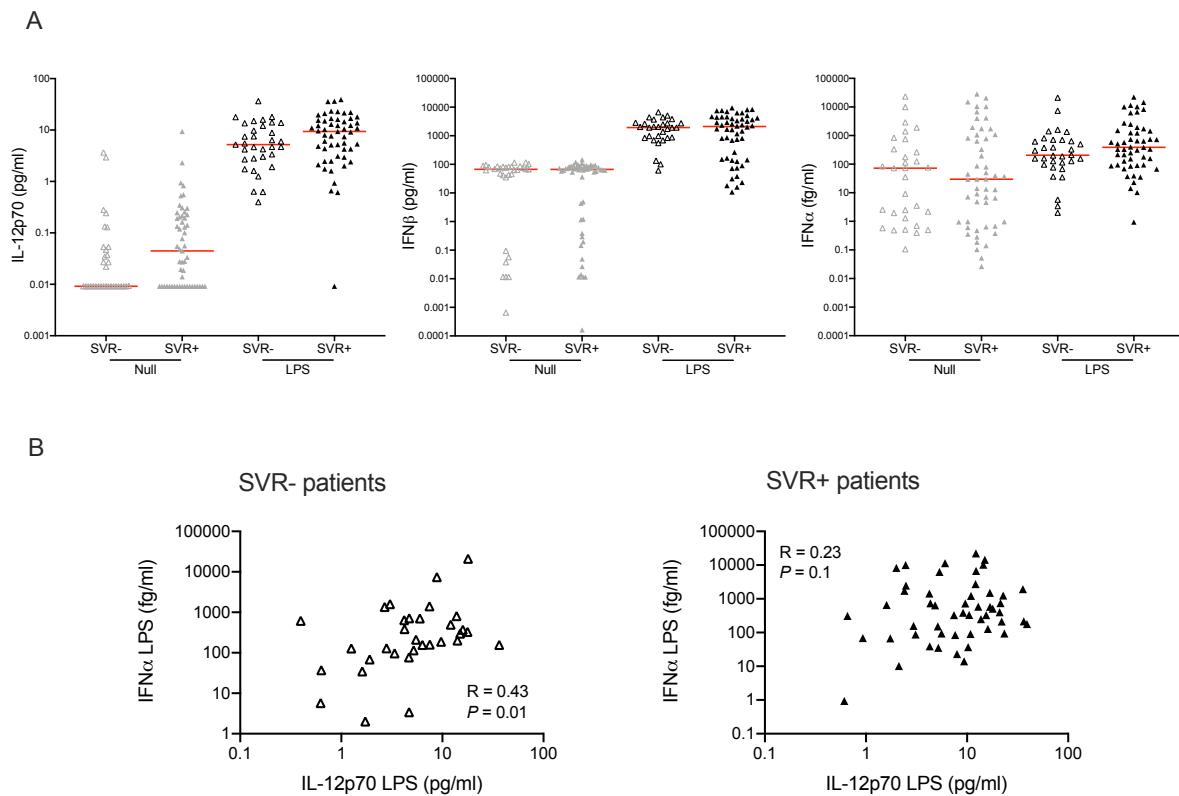 A
IL-12p70 (pg/ml)
100
10
1
0.1
0.01
0.001
SVR-
SVR+
SVR-
SVR+
Null
LPS
IFNβ (pg/ml)
100000
10000
1000
100
10
1
0.1
0.01
0.001
0.0001
SVR-
SVR+
SVR-
SVR+
Null
LPS
IFNα (fg/ml)
100000
10000
1000
100
10
1
0.1
0.01
0.001
0.0001
SVR-
SVR+
SVR-
SVR+
Null
LPS
B
SVR- patients
IFNα LPS (fg/ml)
100000
10000
1000
100
10
1
R = 0.43
P = 0.01
0.1
1
10
100
IL-12p70 LPS (pg/ml)
SVR+ patients
IFNα LPS (fg/ml)
100000
10000
1000
100
10
1
0.1
R = 0.23
P = 0.1
0.1
1
10
100
IL-12p70 LPS (pg/ml)